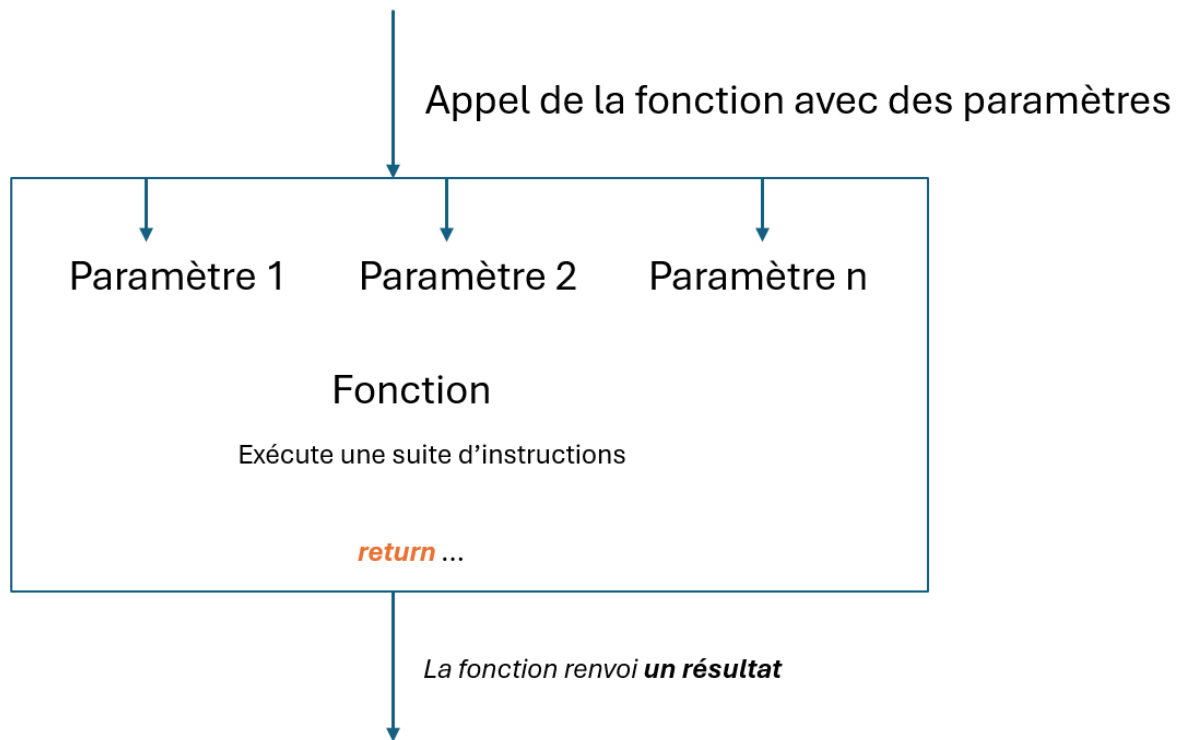 Appel de la fonction avec des paramètres
Paramètre 1 Paramètre 2 Paramètre n
Fonction
Exécute une suite d’instructions
return ...
La fonction renvoi un résultat